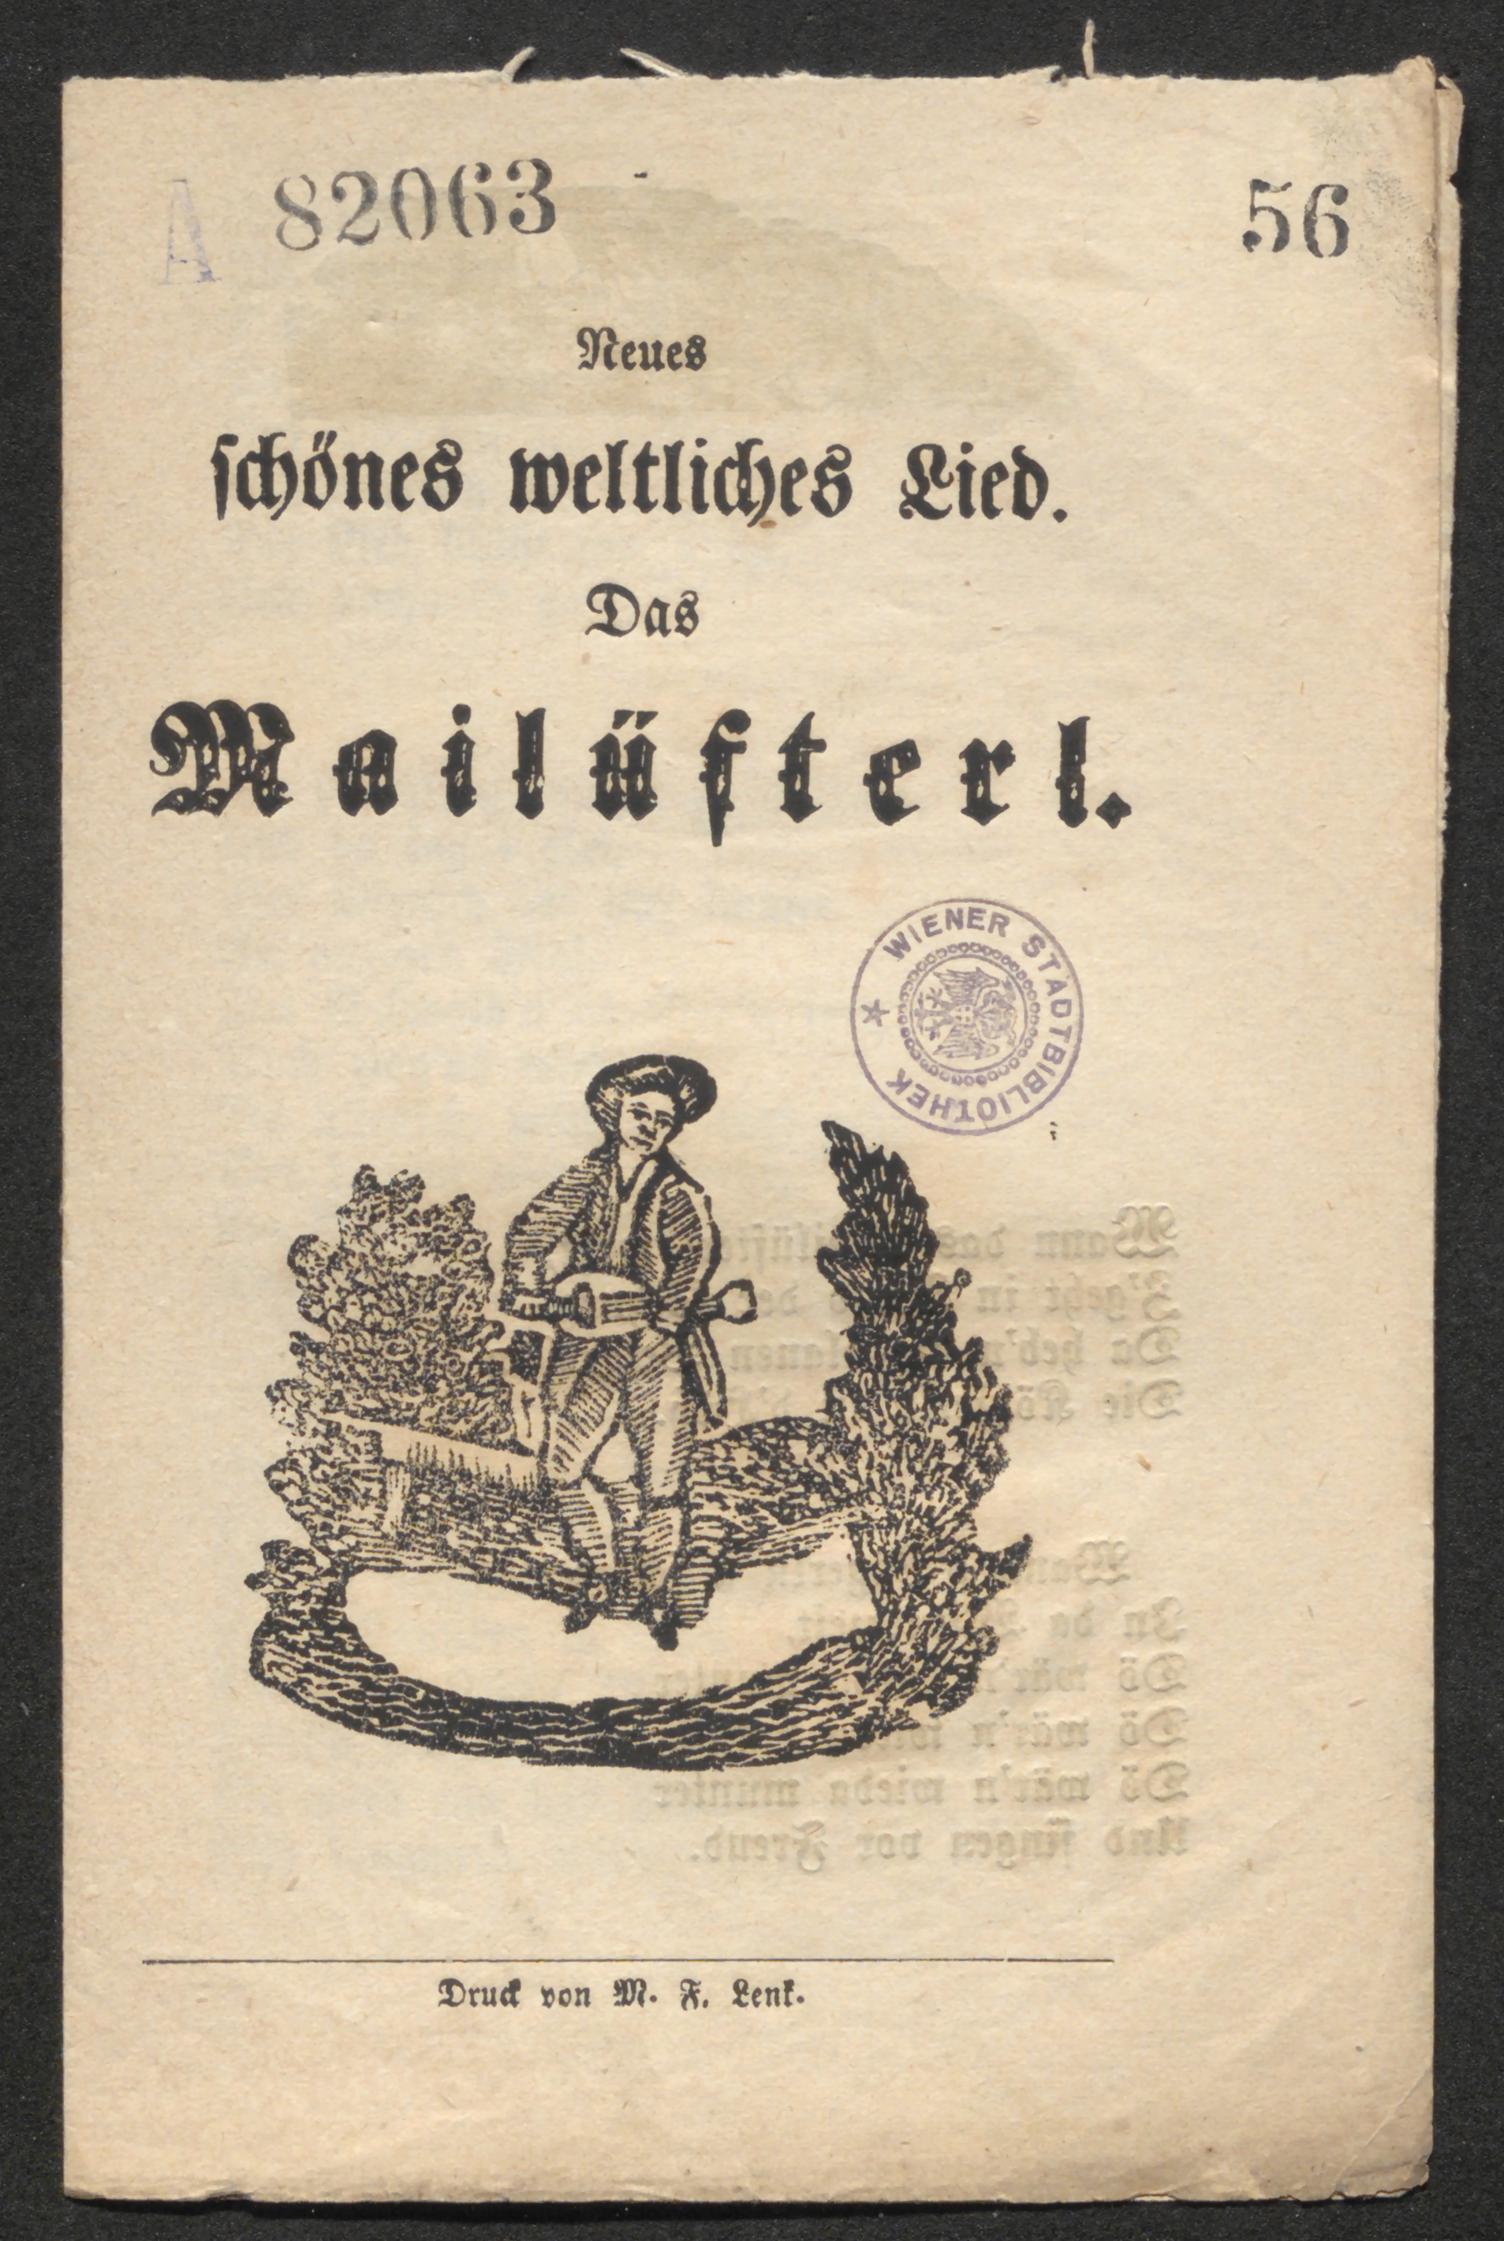 A 82063 56
Neues
schönes weltliches Lied.
Das
Mailüfterl.
WIENER STADTBIBLIOTHEK
Druck von M. F. Lenk.